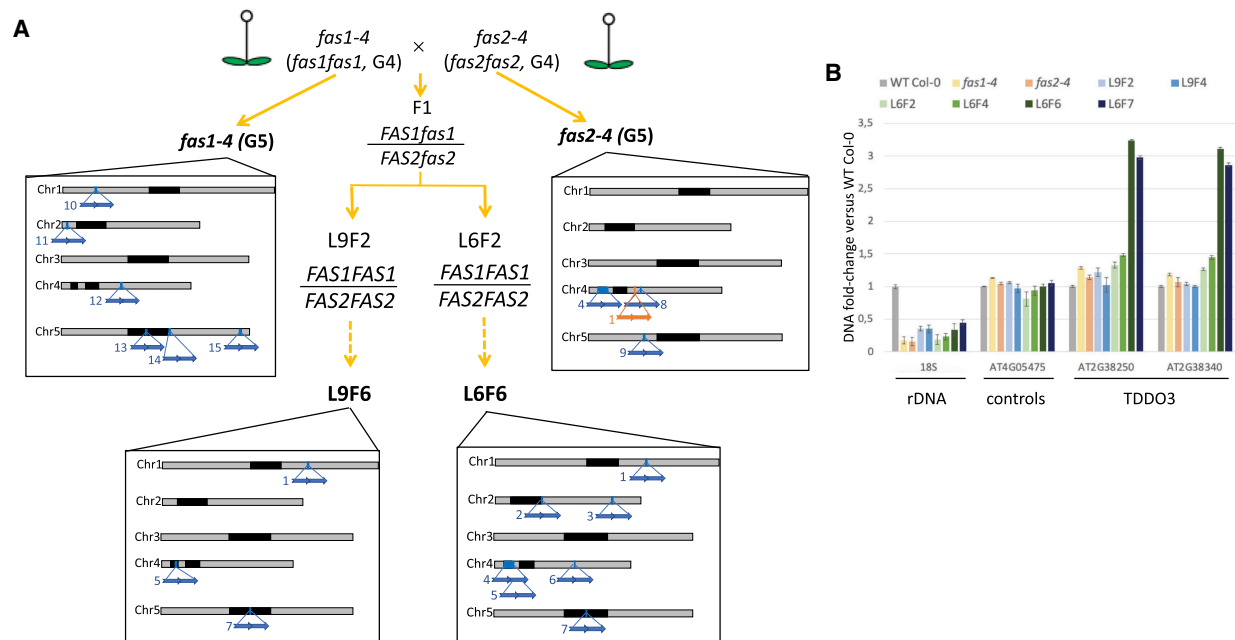 A
fas1-4
(fas1fas1, G4)
×
fas2-4
(fas2fas2, G4)
F1
FAS1fas1
FAS2fas2
fas1-4 (G5)
fas2-4 (G5)
Chr1
10
Chr2
11
Chr3
Chr4
12
Chr5
13
14
15
Chr1
Chr2
Chr3
Chr4
4
8
1
Chr5
9
L9F2
FAS1FAS1
FAS2FAS2
L6F2
FAS1FAS1
FAS2FAS2
L9F6
L6F6
Chr1
1
Chr2
Chr3
Chr4
5
Chr5
7
Chr1
1
Chr2
2
3
Chr3
Chr4
4
6
5
Chr5
7
B
WT Col-0 fas1-4 fas2-4 L9F2 L9F4
L6F2 L6F4 L6F6 L6F7
DNA fold-change versus WT Col-0
3,5
3
2,5
2
1,5
1
0,5
0
18S AT4G05475 AT2G38250 AT2G38340
rDNA controls TDDO3